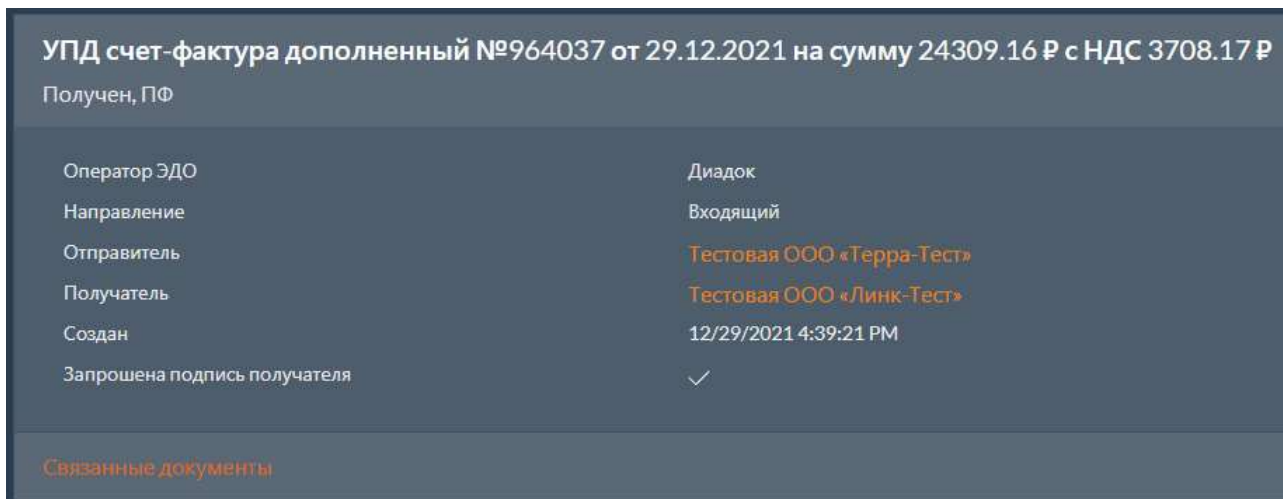 УПД счет-фактура дополненный №964037 от 29.12.2021 на сумму 24309.16 ₽ с НДС 3708.17 ₽
Получен, ПФ
Оператор ЭДО Диадок
Направление Входящий
Отправитель Тестовая ООО «Терра-Тест»
Получатель Тестовая ООО «Линк-Тест»
Создан 12/29/2021 4:39:21 PM
Запрошена подпись получателя ✓
Связанные документы